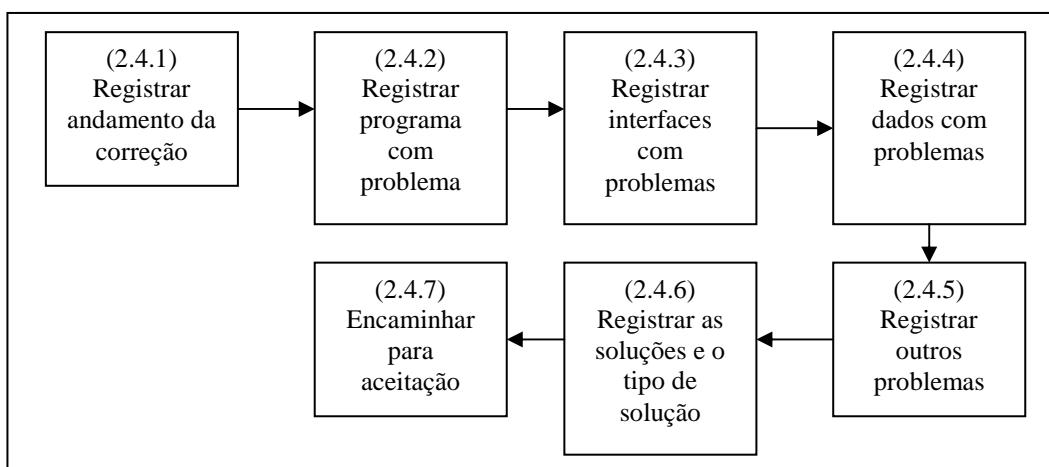 (2.4.1)
Registrar
andamento da
correção
(2.4.2)
Registrar
programa
com
problema
(2.4.3)
Registrar
interfaces
com
problemas
(2.4.4)
Registrar
dados com
problemas
(2.4.5)
Registrar
outros
problemas
(2.4.6)
Registrar as
soluções e o
tipo de
solução
(2.4.7)
Encaminhar
para
aceitação